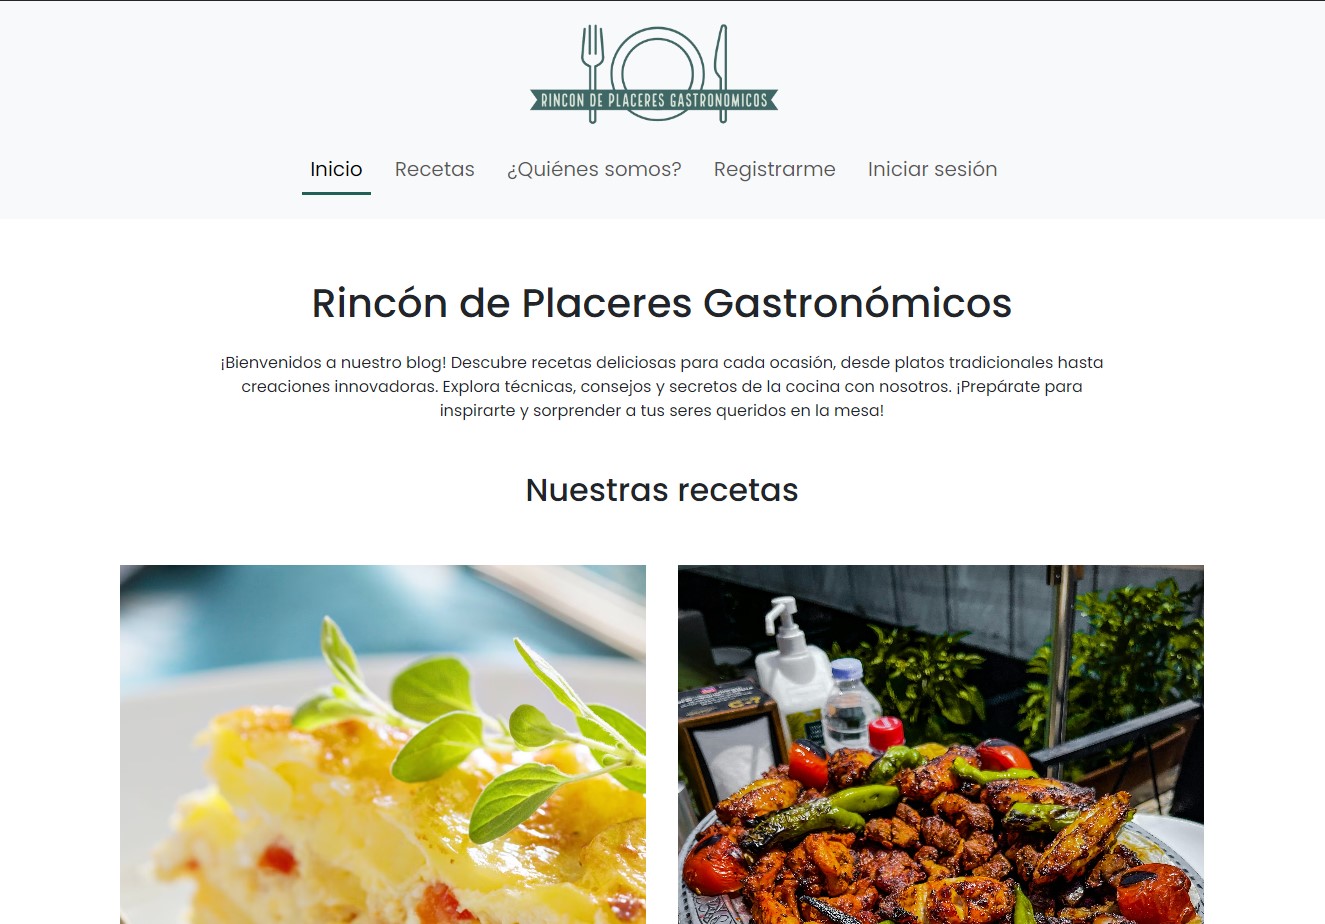 RINCON DE PLACERES GASTRONOMICOS
Inicio Recetas ¿Quiénes somos? Registrarme Iniciar sesión
Rincón de Placeres Gastronómicos
¡Bienvenidos a nuestro blog! Descubre recetas deliciosas para cada ocasión, desde platos tradicionales hasta
creaciones innovadoras. Explora técnicas, consejos y secretos de la cocina con nosotros. ¡Prepárate para
inspirarte y sorprender a tus seres queridos en la mesa!
Nuestras recetas